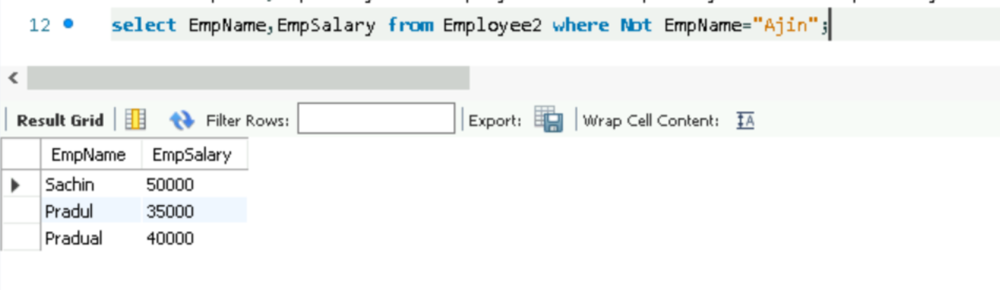 12 select EmpName,EmpSalary from Employee2 where Not EmpName="Ajin";
Result Grid Filter Rows: Export: Wrap Cell Content:
EmpName EmpSalary
Sachin 50000
Pradul 35000
Pradual 40000